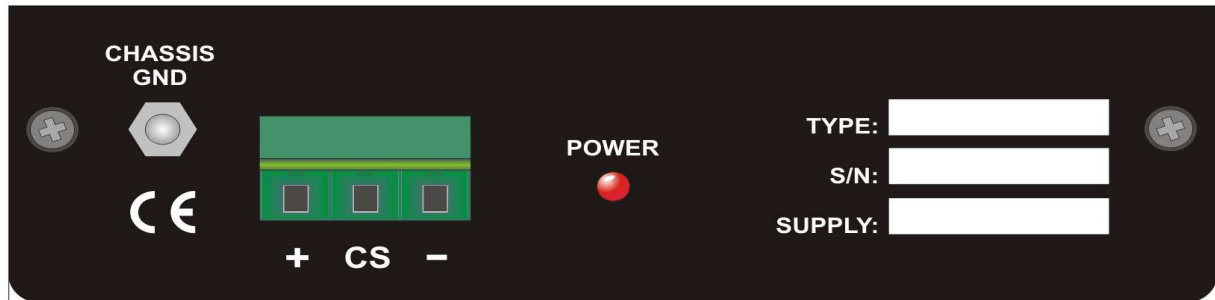 CHASSIS
GND
CE
+ CS −
POWER
TYPE:
S/N:
SUPPLY: